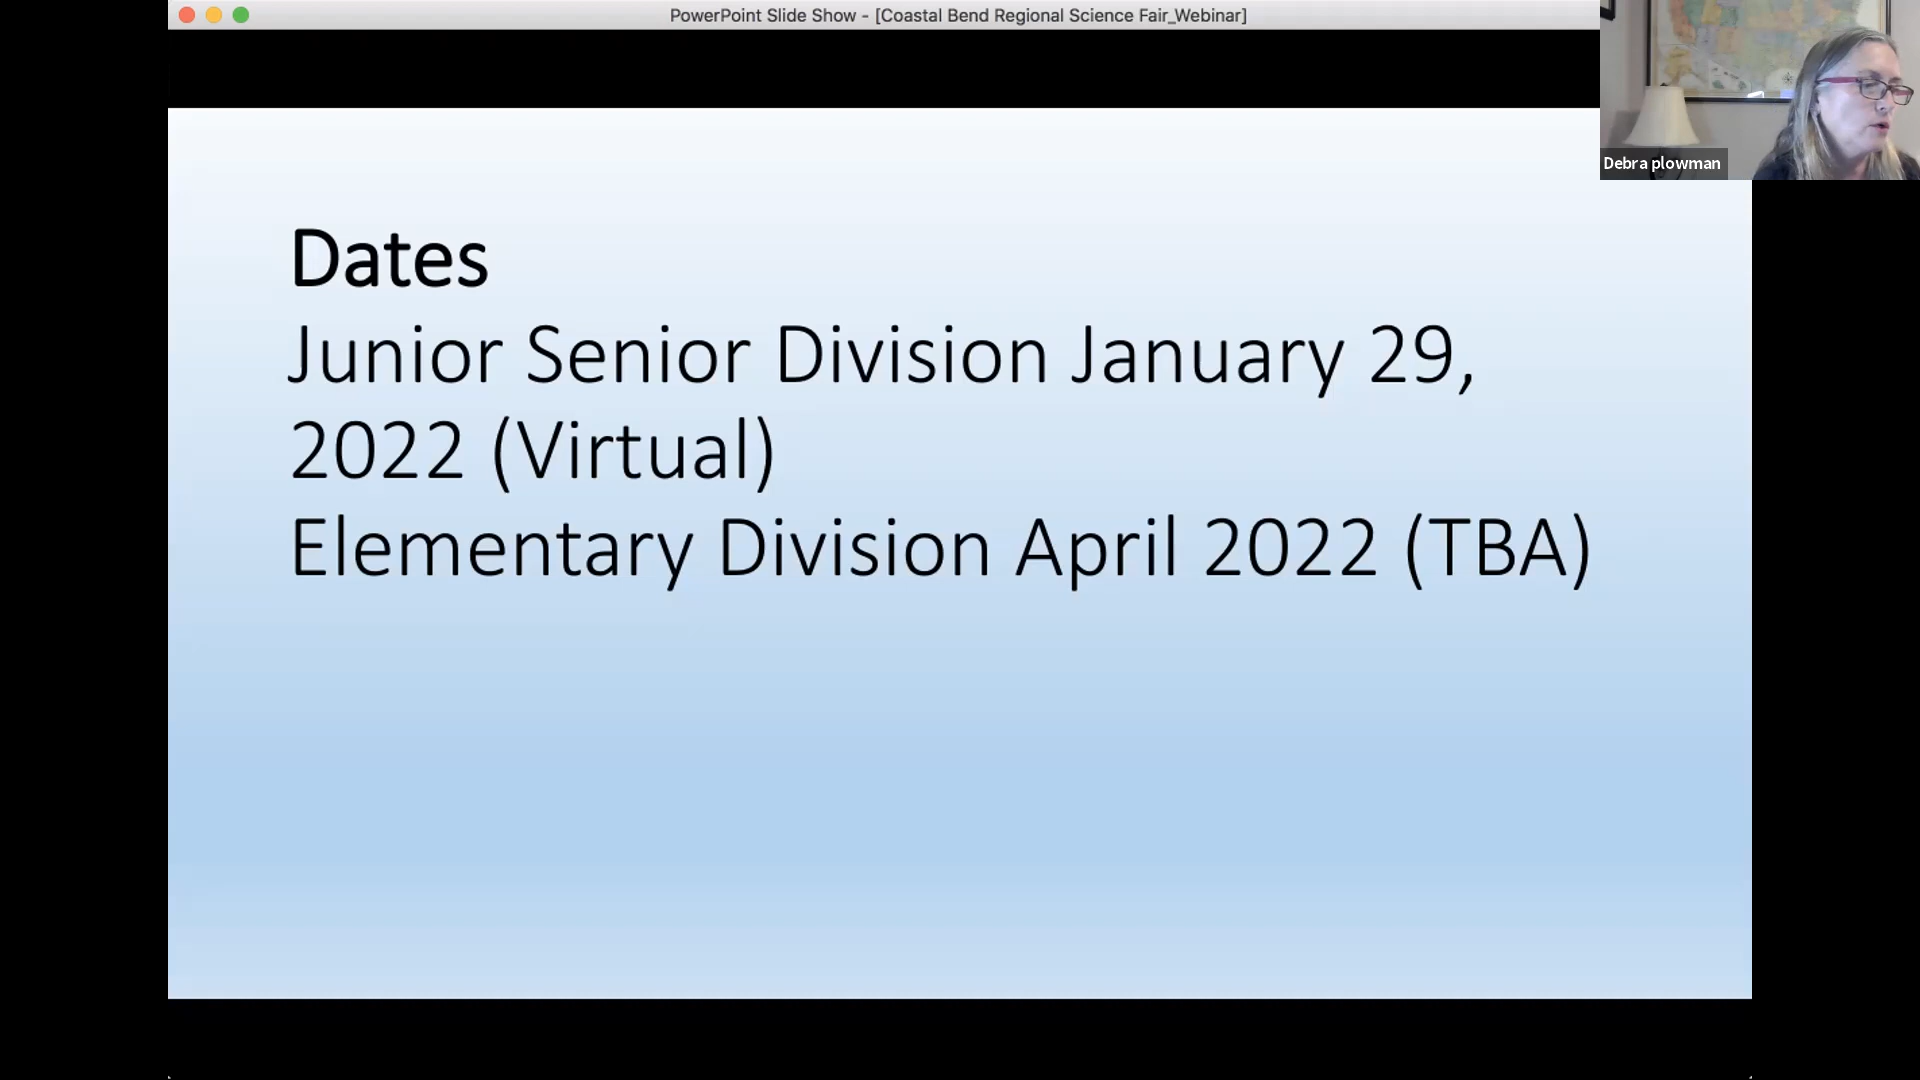 PowerPoint Slide Show - [Coastal Bend Regional Science Fair_Webinar]
Debra plowman
Dates
Junior Senior Division January 29,
2022 (Virtual)
Elementary Division April 2022 (TBA)